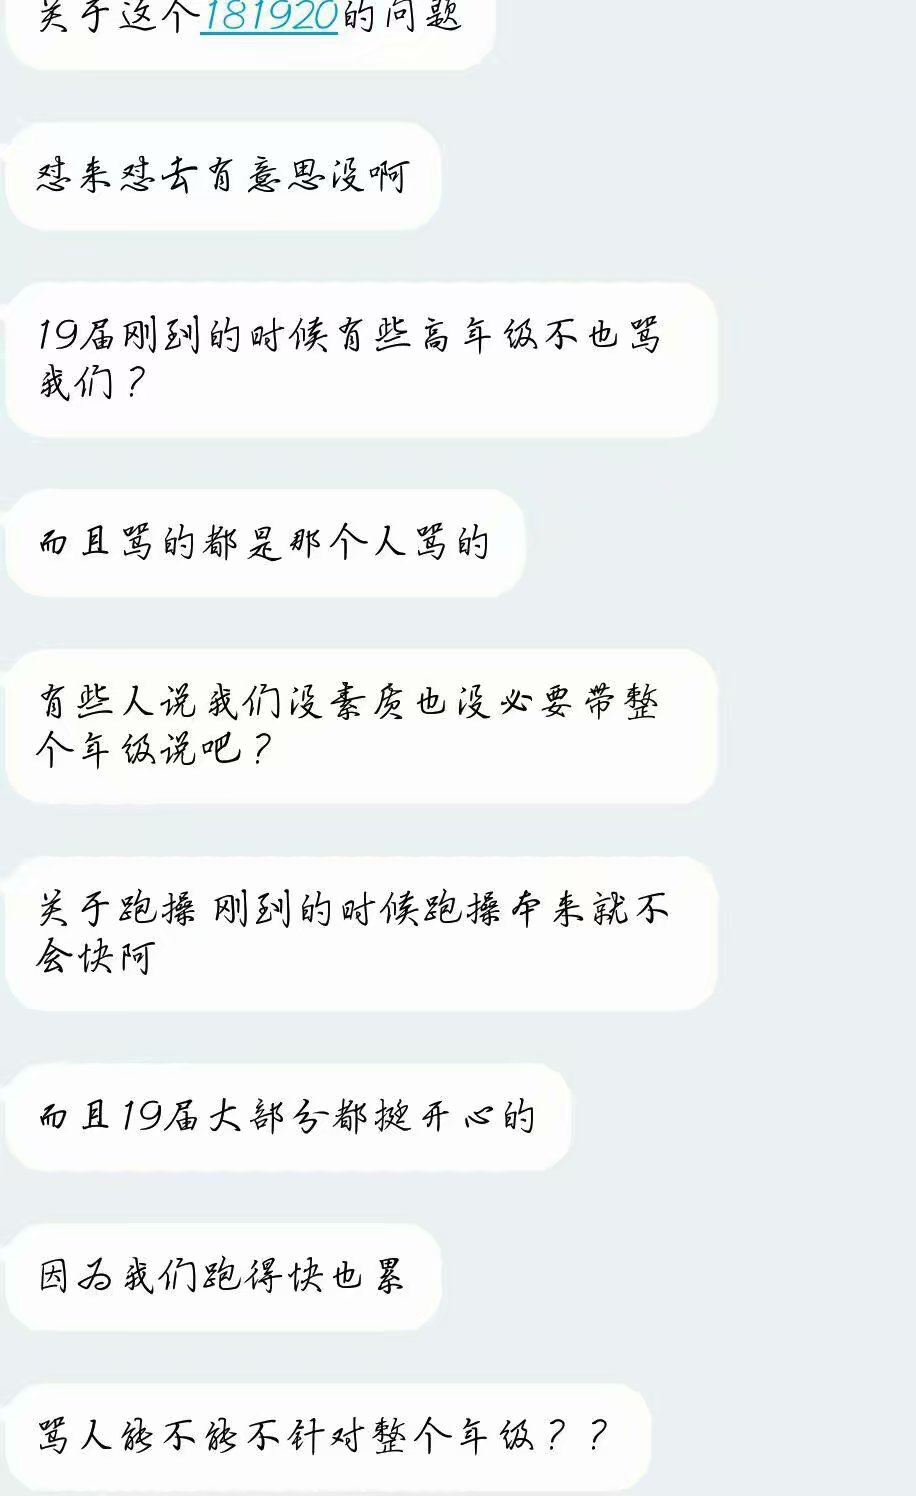 关于这个181920的问题
怼来怼去有意思没啊
19届刚到的时候有些高年级不也骂
我们？
而且骂的都是那个人骂的
有些人说我们没素质也没必要带整
个年级说吧？
关于跑操 刚到的时候跑操本来就不
会快阿
而且19届大部分都挺开心的
因为我们跑得快也累
骂人能不能不针对整个年级？？